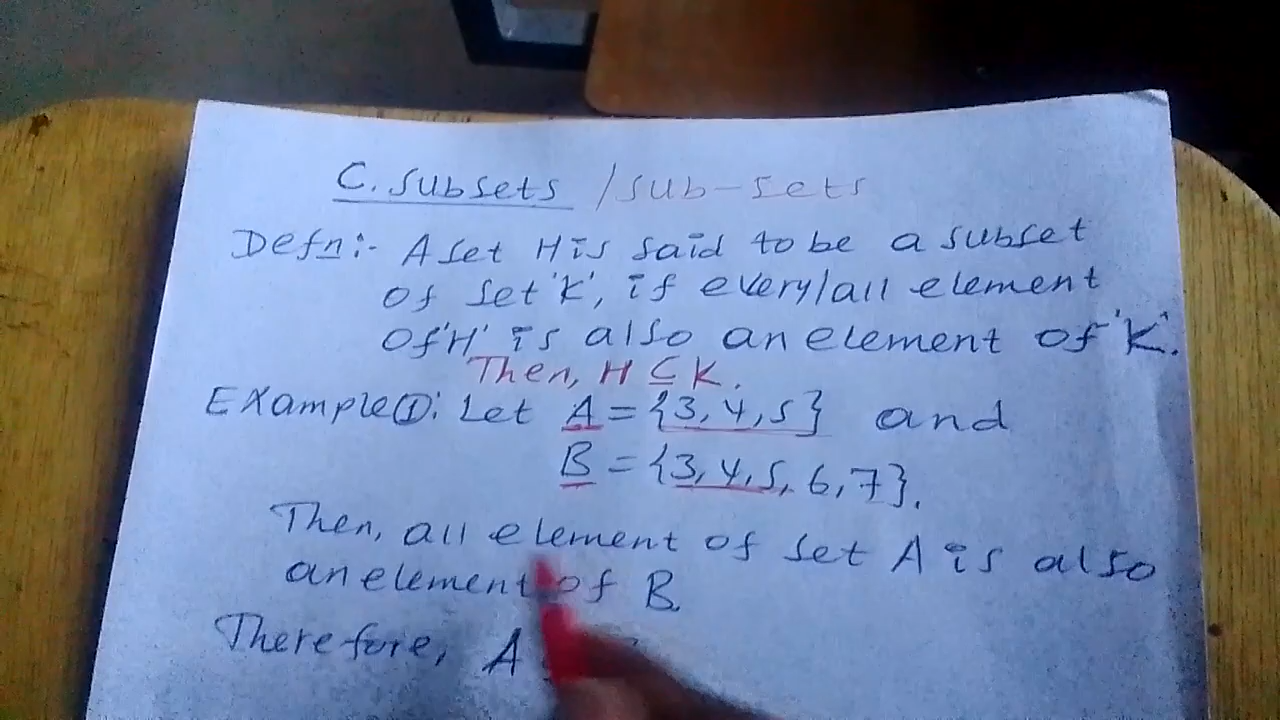 C. Subsets /sub-sets
Defn:- A set H is said to be a subset
of set 'K', if every/all element
of 'H' is also an element of 'K'.
Then, H ⊆ K.
Example①: Let A = {3, 4, 5} and
B = {3, 4, 5, 6, 7}.
Then, all element of set A is also
an element of B.
Therefore, A